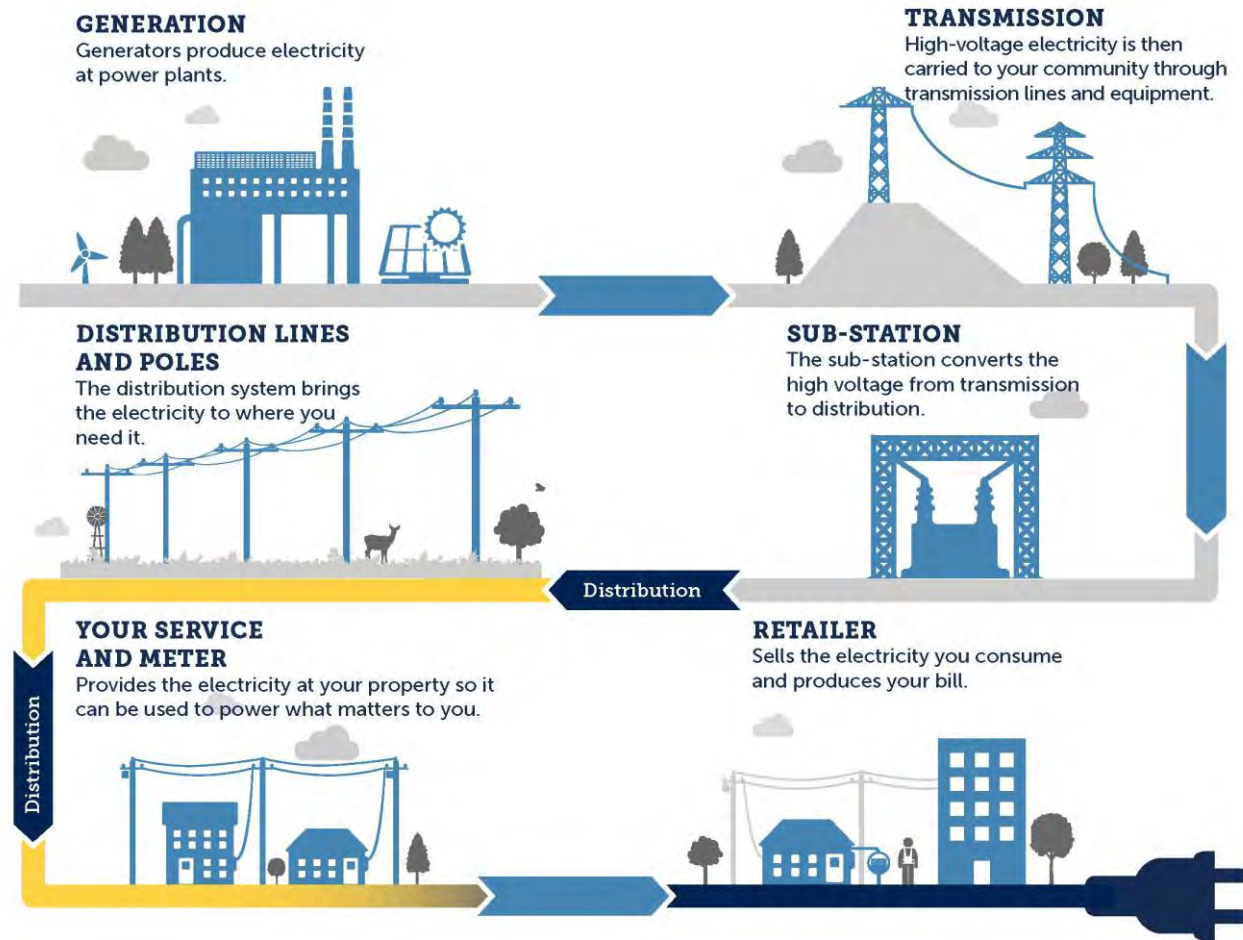 GENERATION
Generators produce electricity
at power plants.
TRANSMISSION
High-voltage electricity is then
carried to your community through
transmission lines and equipment.
SUB-STATION
The sub-station converts the
high voltage from transmission
to distribution.
DISTRIBUTION LINES
AND POLES
The distribution system brings
the electricity to where you
need it.
Distribution
Distribution
YOUR SERVICE
AND METER
Provides the electricity at your property so it
can be used to power what matters to you.
RETAILER
Sells the electricity you consume
and produces your bill.